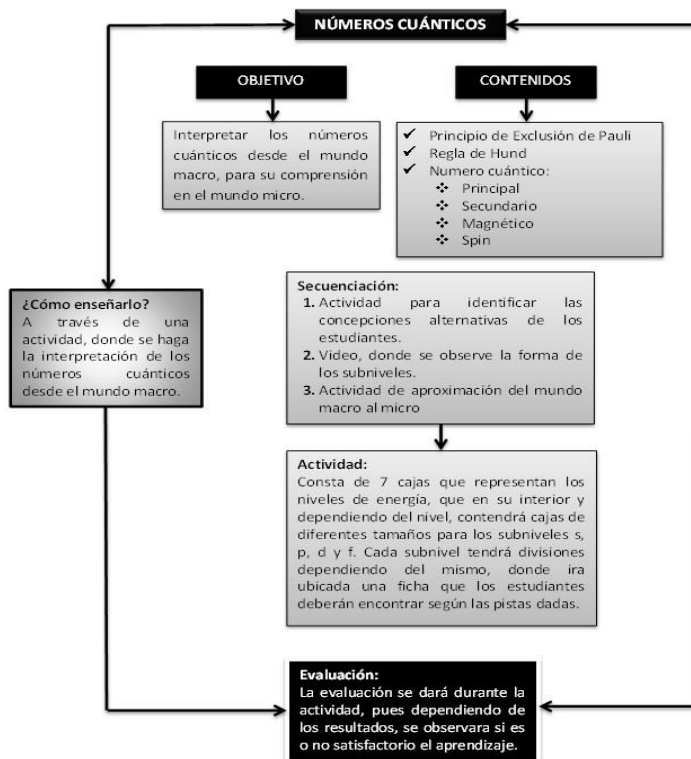 NÚMEROS CUÁNTICOS
OBJETIVO
Interpretar los números
cuánticos desde el mundo
macro, para su comprensión
en el mundo micro.
CONTENIDOS
✓ Principio de Exclusión de Pauli
✓ Regla de Hund
✓ Numero cuántico:
❖ Principal
❖ Secundario
❖ Magnético
❖ Spin
¿Cómo enseñarlo?
A través de una
actividad, donde se haga
la interpretación de los
números cuánticos
desde el mundo macro.
Secuenciación:
1. Actividad para identificar las
concepciones alternativas de los
estudiantes.
2. Video, donde se observe la forma de
los subniveles.
3. Actividad de aproximación del mundo
macro al micro
Actividad:
Consta de 7 cajas que representan los
niveles de energía, que en su interior y
dependiendo del nivel, contendrá cajas de
diferentes tamaños para los subniveles s,
p, d y f. Cada subnivel tendrá divisiones
dependiendo del mismo, donde ira
ubicada una ficha que los estudiantes
deberán encontrar según las pistas dadas.
Evaluación:
La evaluación se dará durante la
actividad, pues dependiendo de
los resultados, se observara si es
o no satisfactorio el aprendizaje.